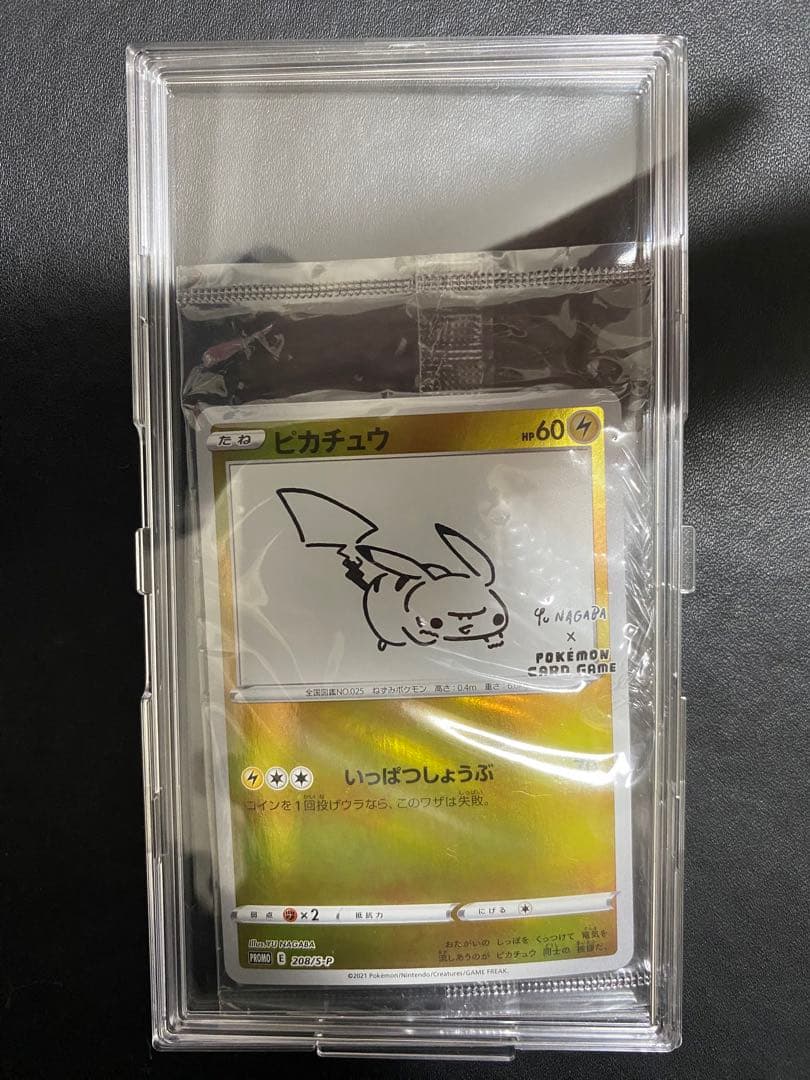 たね ピカチュウ HP60
Yu NAGABA
×
POKÉMON
CARD GAME
全国図鑑NO.025 ねずみポケモン 高さ:0.4m 重さ:6.
いっぱつしょうぶ
コインを1回投げウラなら、このワザは失敗。
弱点 ×2 抵抗力 にげる
Illus.YU NAGABA
PROMO E 208/S-P
おたがいの しっぽを くっつけて 電気を
流しあうのが ピカチュウ 同士の 挨拶だ。
©2021 Pokémon/Nintendo/Creatures/GAME FREAK.